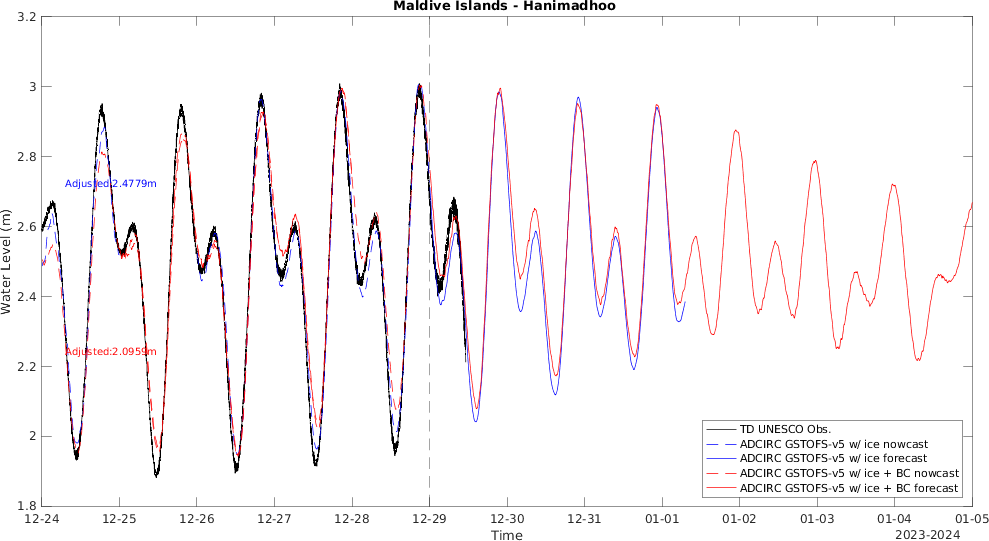 Maldive Islands - Hanimadhoo
3.2
3
2.8
2.6
2.4
2.2
2
1.8
Water Level (m)
Adjusted:2.4779m
Adjusted:2.0959m
TD UNESCO Obs.
ADCIRC GSTOFS-v5 w/ ice nowcast
ADCIRC GSTOFS-v5 w/ ice forecast
ADCIRC GSTOFS-v5 w/ ice + BC nowcast
ADCIRC GSTOFS-v5 w/ ice + BC forecast
12-24 12-25 12-26 12-27 12-28 12-29 12-30 12-31 01-01 01-02 01-03 01-04 01-05
Time
2023-2024